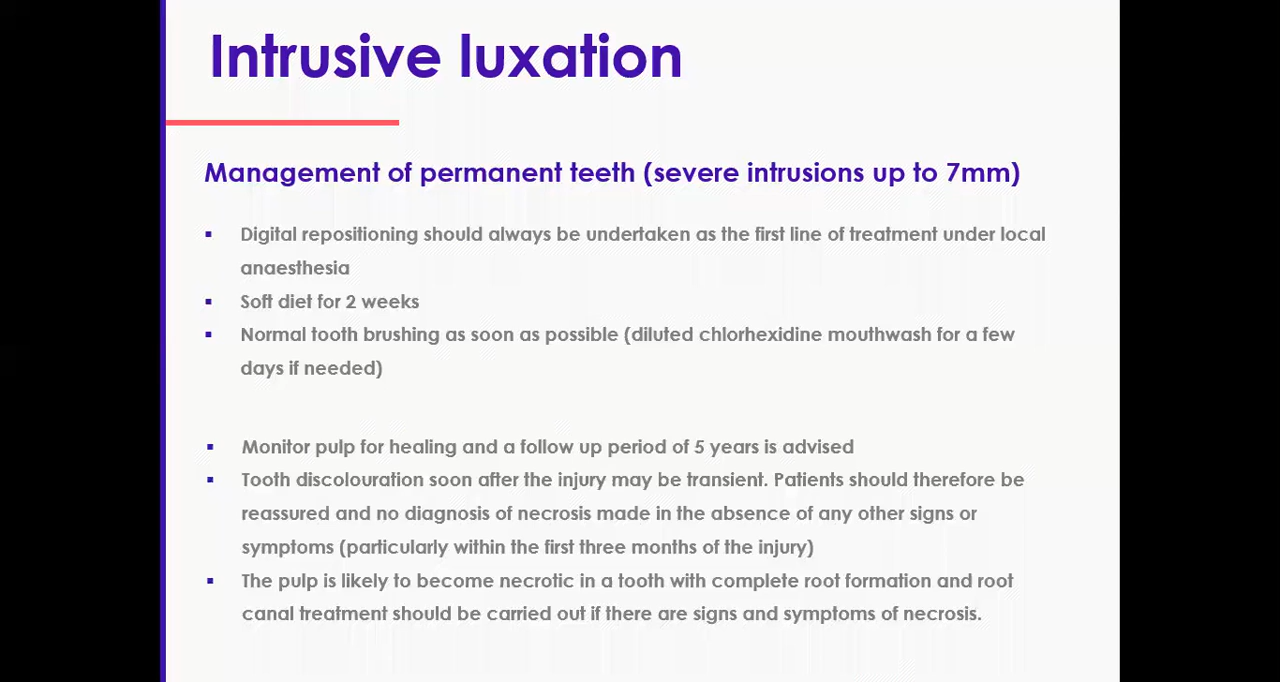 Intrusive luxation
Management of permanent teeth (severe intrusions up to 7mm)
▪ Digital repositioning should always be undertaken as the first line of treatment under local
anaesthesia
▪ Soft diet for 2 weeks
▪ Normal tooth brushing as soon as possible (diluted chlorhexidine mouthwash for a few
days if needed)
▪ Monitor pulp for healing and a follow up period of 5 years is advised
▪ Tooth discolouration soon after the injury may be transient. Patients should therefore be
reassured and no diagnosis of necrosis made in the absence of any other signs or
symptoms (particularly within the first three months of the injury)
▪ The pulp is likely to become necrotic in a tooth with complete root formation and root
canal treatment should be carried out if there are signs and symptoms of necrosis.